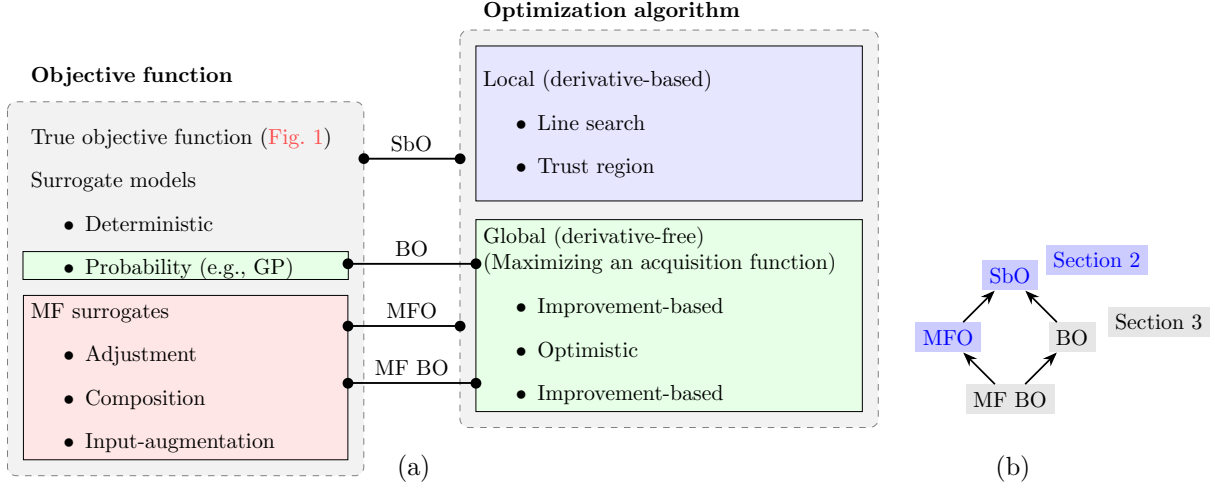 Optimization algorithm
Objective function
True objective function (Fig. 1)
Surrogate models
• Deterministic
• Probability (e.g., GP)
MF surrogates
• Adjustment
• Composition
• Input-augmentation
SbO
BO
MFO
MF BO
Local (derivative-based)
• Line search
• Trust region
Global (derivative-free)
(Maximizing an acquisition function)
• Improvement-based
• Optimistic
• Improvement-based
(a)
SbO
Section 2
MFO
BO
Section 3
MF BO
(b)